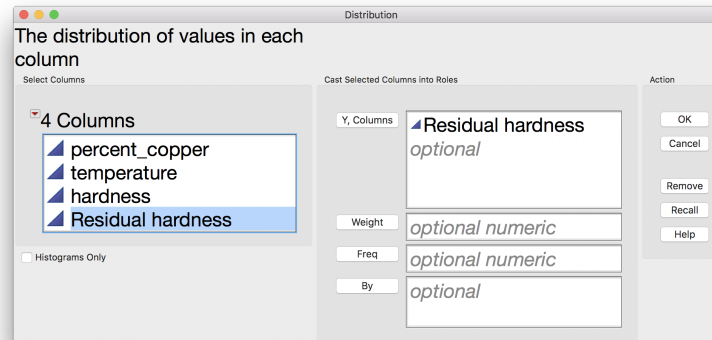 Distribution
The distribution of values in each
column
Select Columns
4 Columns
percent_copper
temperature
hardness
Residual hardness
Histograms Only
Cast Selected Columns into Roles
Y, Columns
Residual hardness
optional
Weight
optional numeric
Freq
optional numeric
By
optional
Action
OK
Cancel
Remove
Recall
Help